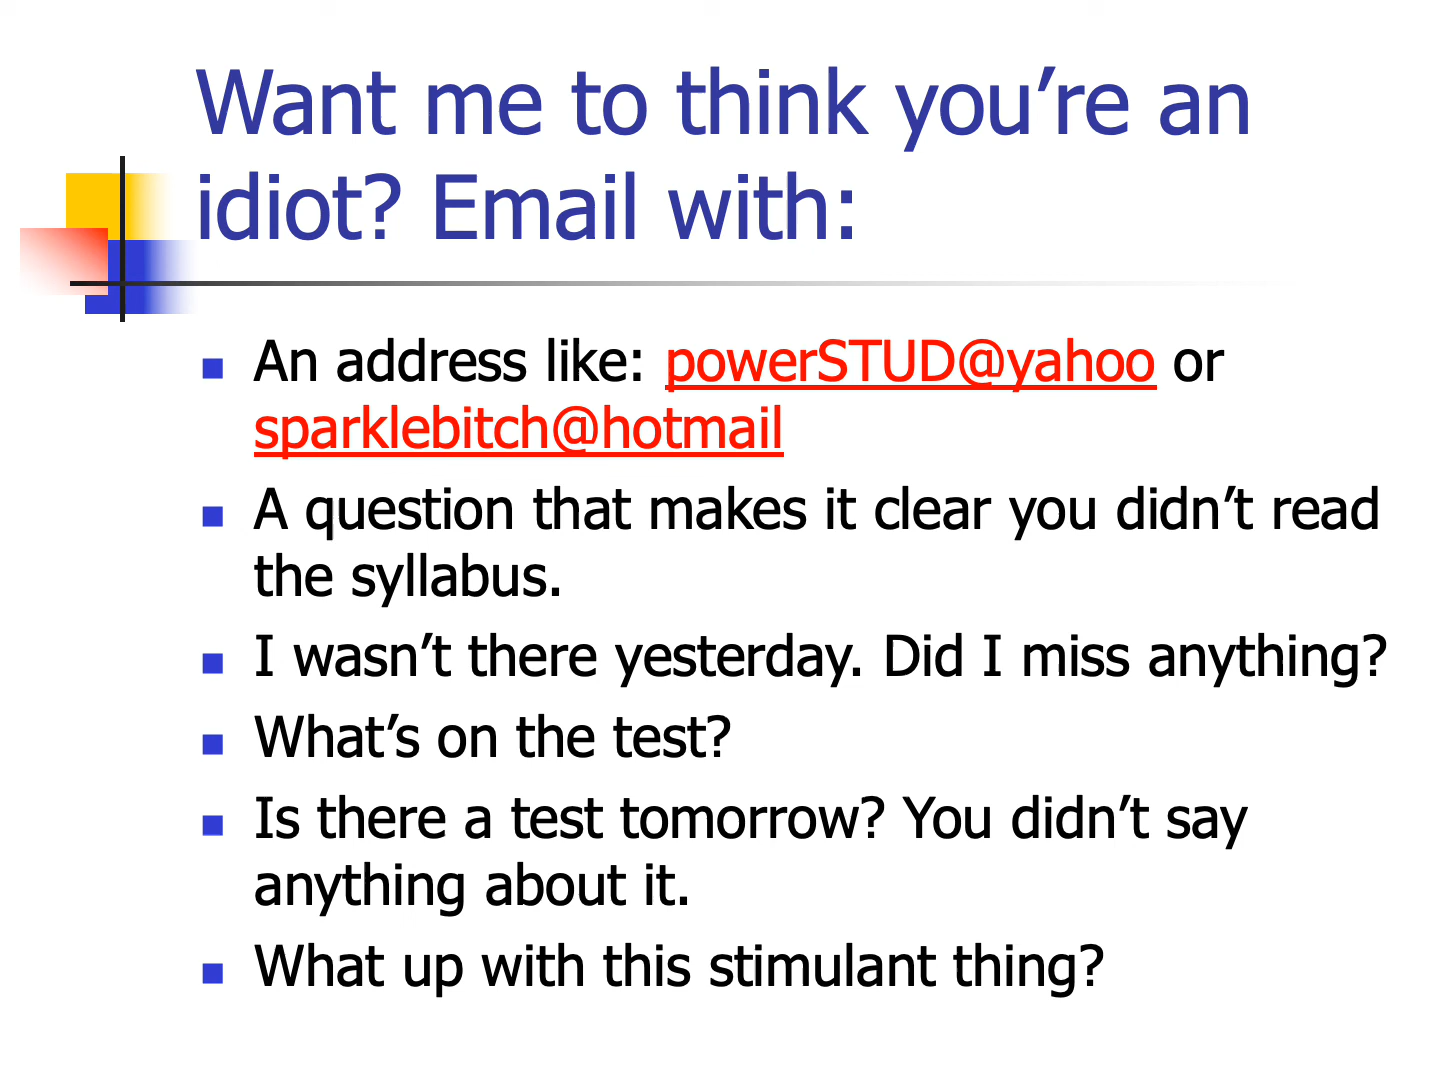 Want me to think you’re an
idiot? Email with:
An address like: powerSTUD@yahoo or
sparklebitch@hotmail
A question that makes it clear you didn’t read
the syllabus.
I wasn’t there yesterday. Did I miss anything?
What’s on the test?
Is there a test tomorrow? You didn’t say
anything about it.
What up with this stimulant thing?